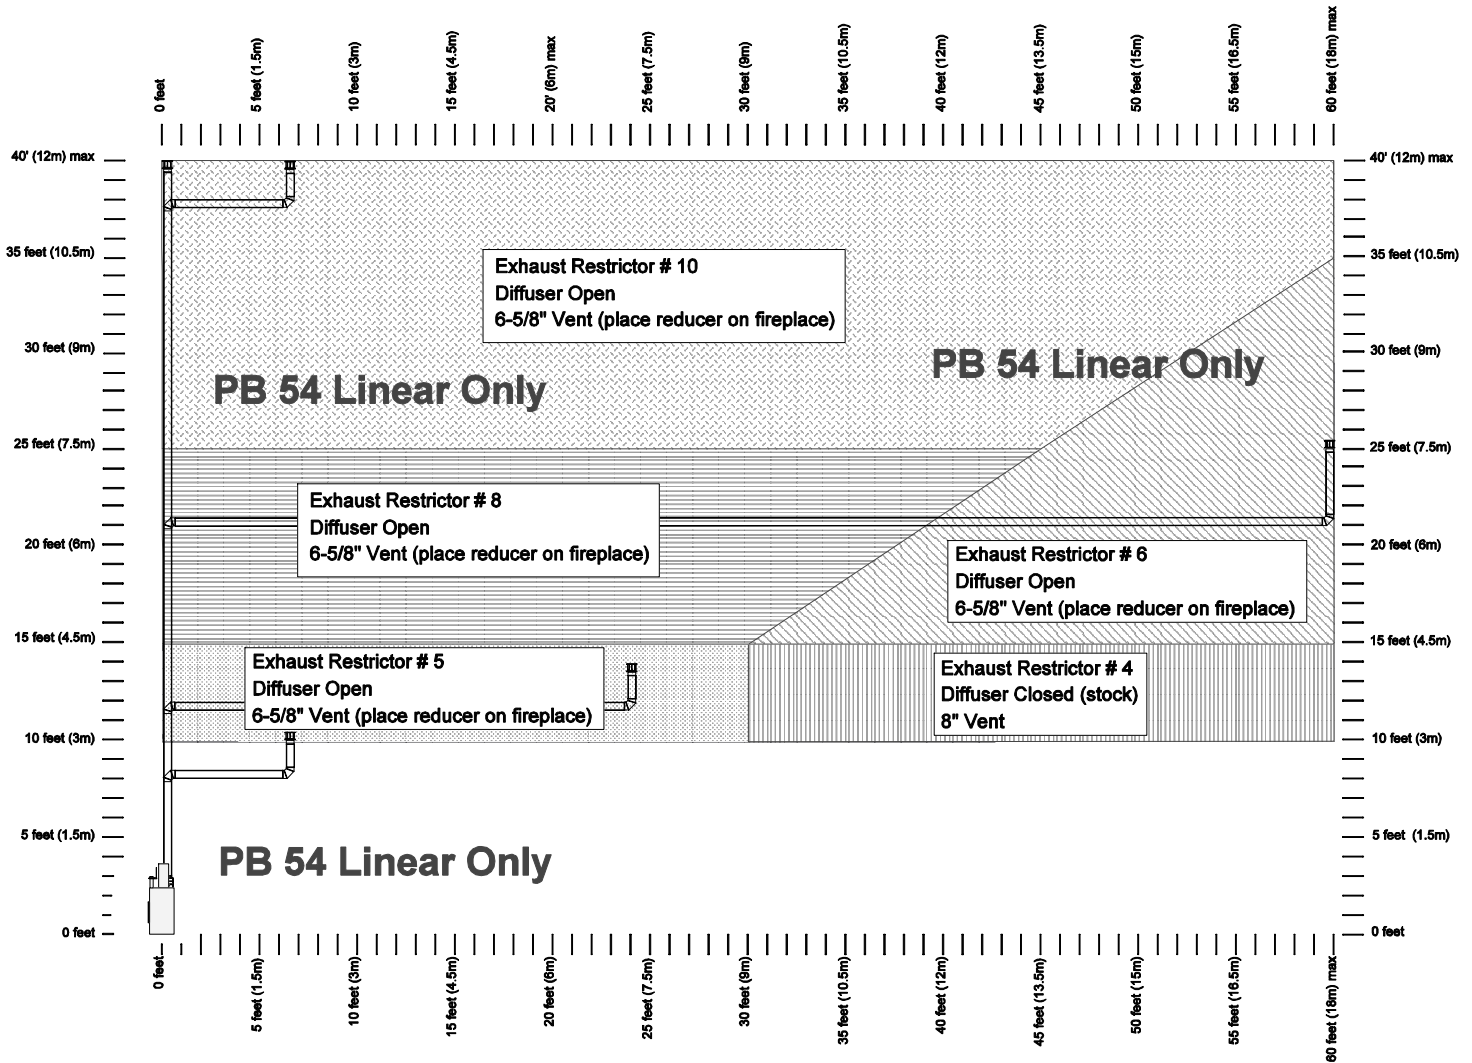 0 feet
5 feet (1.5m)
10 feet (3m)
15 feet (4.5m)
20' (6m) max
25 feet (7.5m)
30 feet (9m)
35 feet (10.5m)
40 feet (12m)
45 feet (13.5m)
50 feet (15m)
55 feet (16.5m)
60 feet (18m) max
40' (12m) max
35 feet (10.5m)
30 feet (9m)
25 feet (7.5m)
20 feet (6m)
15 feet (4.5m)
10 feet (3m)
5 feet (1.5m)
0 feet
Exhaust Restrictor # 10
Diffuser Open
6-5/8" Vent (place reducer on fireplace)
PB 54 Linear Only
PB 54 Linear Only
Exhaust Restrictor # 8
Diffuser Open
6-5/8" Vent (place reducer on fireplace)
Exhaust Restrictor # 6
Diffuser Open
6-5/8" Vent (place reducer on fireplace)
Exhaust Restrictor # 5
Diffuser Open
6-5/8" Vent (place reducer on fireplace)
Exhaust Restrictor # 4
Diffuser Closed (stock)
8" Vent
PB 54 Linear Only
40' (12m) max
35 feet (10.5m)
30 feet (9m)
25 feet (7.5m)
20 feet (6m)
15 feet (4.5m)
10 feet (3m)
5 feet (1.5m)
0 feet
0 feet
5 feet (1.5m)
10 feet (3m)
15 feet (4.5m)
20 feet (6m)
25 feet (7.5m)
30 feet (9m)
35 feet (10.5m)
40 feet (12m)
45 feet (13.5m)
50 feet (15m)
55 feet (16.5m)
60 feet (18m) max